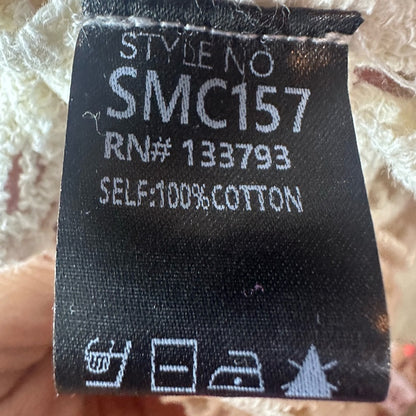 STYLE NO
SMC157
RN# 133793
SELF:100%COTTON